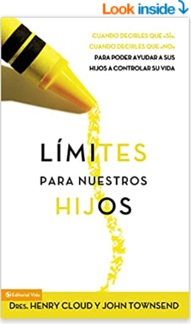 Look inside
CUANDO DECIRLES QUE «SÍ»,
CUANDO DECIRLES QUE «NO»
PARA PODER AYUDAR A SUS
HIJOS A CONTROLAR SU VIDA
LÍMITES
PARA NUESTROS
HIJOS
Editorial Vida
DRES. HENRY CLOUD Y JOHN TOWNSEND